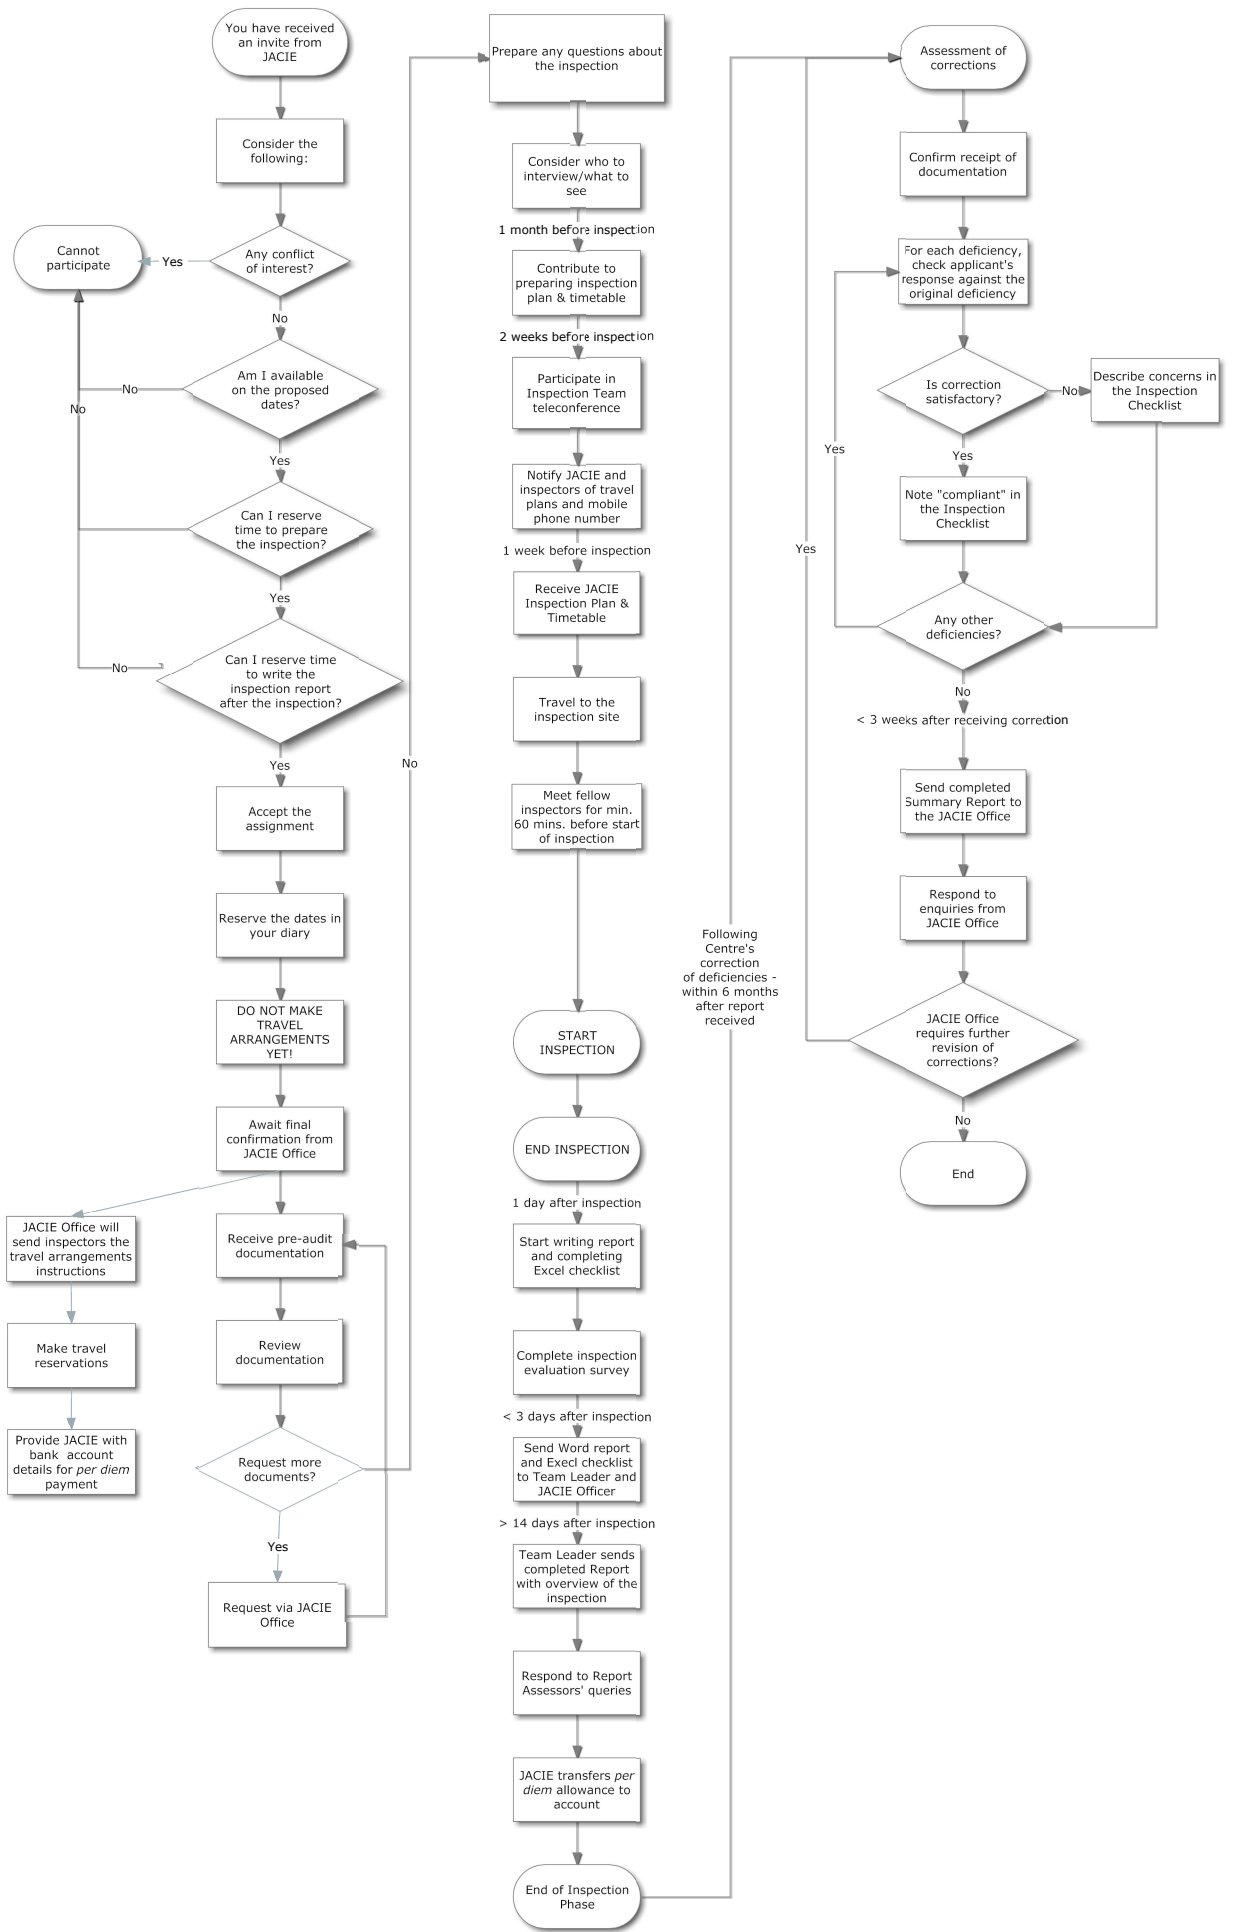 You have received
an invite from
JACIE
Consider the
following:
Any conflict
of interest?
Yes
Cannot
participate
No
Am I available
on the proposed
dates?
No
No
Yes
Can I reserve
time to prepare
the inspection?
Yes
Can I reserve time
to write the
inspection report
after the inspection?
No
Yes
Accept the
assignment
Reserve the dates in
your diary
DO NOT MAKE
TRAVEL
ARRANGEMENTS
YET!
Await final
confirmation from
JACIE Office
JACIE Office will
send inspectors the
travel arrangements
instructions
Make travel
reservations
Provide JACIE with
bank  account
details for per diem
payment
Receive pre-audit
documentation
Review
documentation
Request more
documents?
Yes
Request via JACIE
Office
No
Prepare any questions about
the inspection
Consider who to
interview/what to
see
1 month before inspection
Contribute to
preparing inspection
plan & timetable
2 weeks before inspection
Participate in
Inspection Team
teleconference
Notify JACIE and
inspectors of travel
plans and mobile
phone number
1 week before inspection
Receive JACIE
Inspection Plan &
Timetable
Travel to the
inspection site
Meet fellow
inspectors for min.
60 mins. before start
of inspection
START
INSPECTION
END INSPECTION
1 day after inspection
Start writing report
and completing
Excel checklist
Complete inspection
evaluation survey
< 3 days after inspection
Send Word report
and Execl checklist
to Team Leader and
JACIE Officer
> 14 days after inspection
Team Leader sends
completed Report
with overview of the
inspection
Respond to Report
Assessors' queries
JACIE transfers per
diem allowance to
account
End of Inspection
Phase
Following
Centre's
correction
of deficiencies -
within 6 months
after report
received
Assessment of
corrections
Confirm receipt of
documentation
For each deficiency,
check applicant's
response against the
original deficiency
Is correction
satisfactory?
No
Describe concerns in
the Inspection
Checklist
Yes
Note "compliant" in
the Inspection
Checklist
Yes
Yes
Any other
deficiencies?
No
< 3 weeks after receiving correction
Send completed
Summary Report to
the JACIE Office
Respond to
enquiries from
JACIE Office
JACIE Office
requires further
revision of
corrections?
No
End